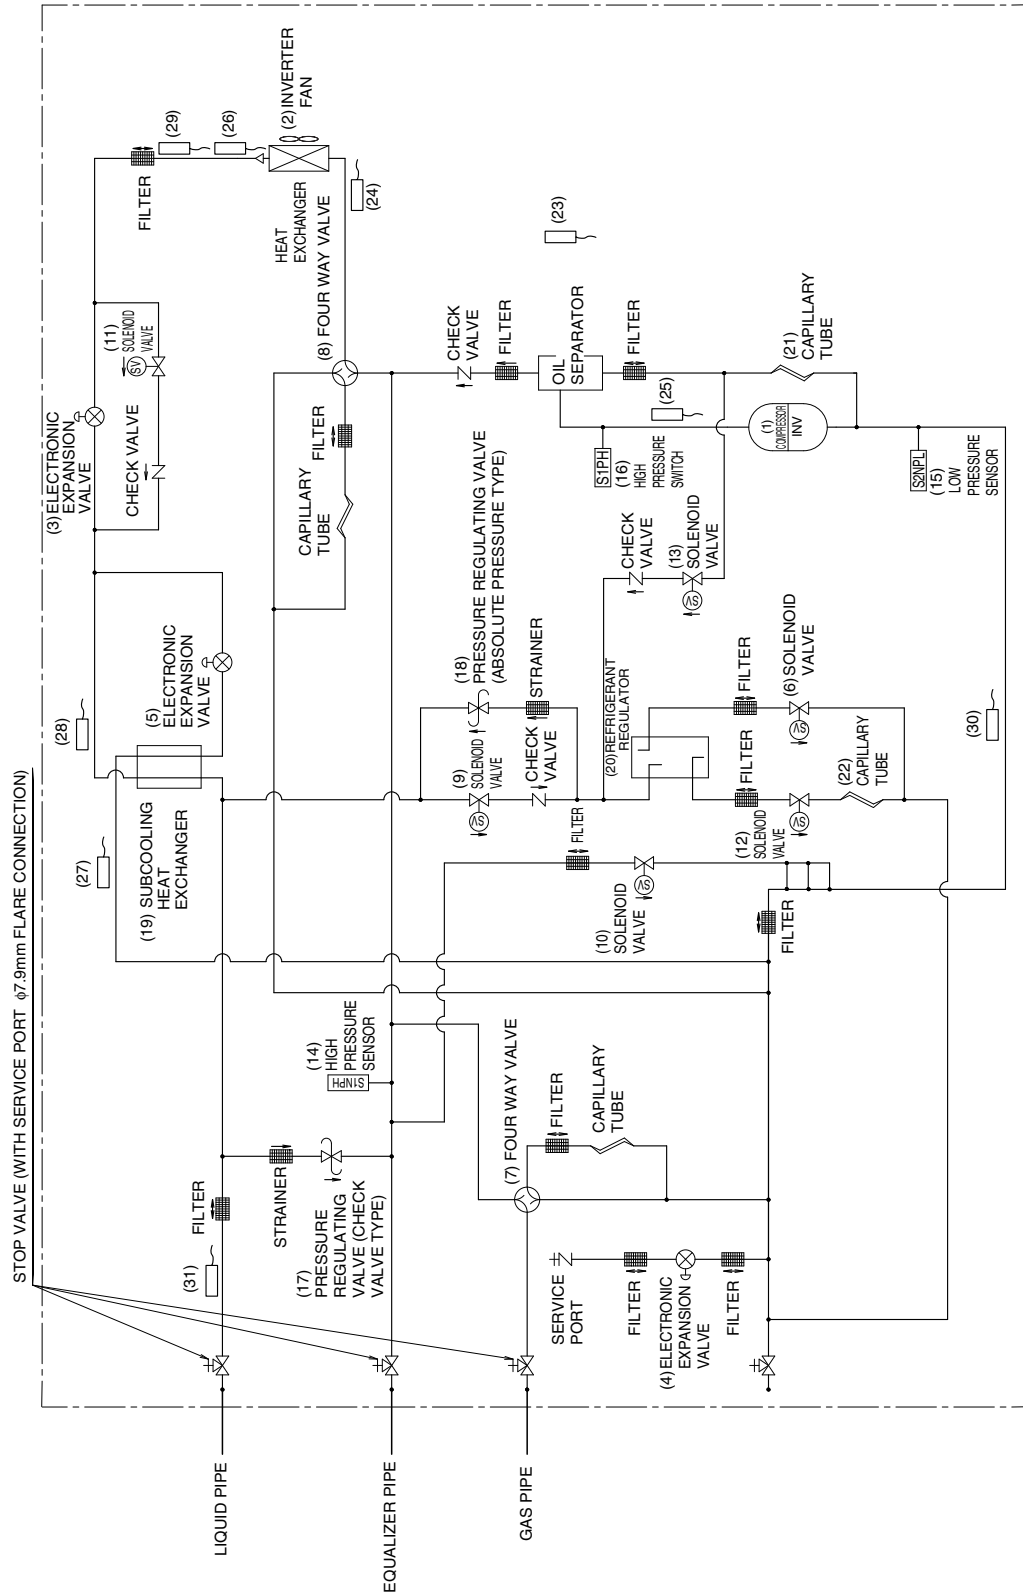 STOP VALVE (WITH SERVICE PORT φ7.9mm FLARE CONNECTION)
LIQUID PIPE
EQUALIZER PIPE
GAS PIPE
(31)
FILTER
STRAINER
(17)
PRESSURE
REGULATING
VALVE (CHECK
VALVE TYPE)
(14)
HIGH
PRESSURE
SENSOR
S1NPH
SERVICE
PORT
FILTER
(4) ELECTRONIC
EXPANSION
VALVE
FILTER
(7) FOUR WAY VALVE
FILTER
CAPILLARY
TUBE
(27)
(28)
(19) SUBCOOLING
HEAT
EXCHANGER
(5)
ELECTRONIC
EXPANSION
VALVE
(9)
SOLENOID
VALVE
SV
CHECK
VALVE
(18)
PRESSURE REGULATING VALVE
(ABSOLUTE PRESSURE TYPE)
STRAINER
FILTER
(10)
SOLENOID
VALVE
SV
FILTER
(20) REFRIGERANT
REGULATOR
FILTER
(12)
SOLENOID
VALVE
SV
(22)
CAPILLARY
TUBE
FILTER
(6) SOLENOID
VALVE
SV
(30)
CHECK
VALVE
(13)
SOLENOID
VALVE
SV
CAPILLARY
TUBE
FILTER
(8) FOUR WAY VALVE
(3) ELECTRONIC
EXPANSION
VALVE
CHECK VALVE
(11)
SOLENOID
VALVE
SV
FILTER
(29)
(26)
(2) INVERTER
FAN
HEAT
EXCHANGER
(24)
(23)
CHECK
VALVE
FILTER
OIL
SEPARATOR
FILTER
(25)
S1PH
(16)
HIGH
PRESSURE
SWITCH
(1)
COMPRESSOR
INV
(21)
CAPILLARY
TUBE
S2NPL
(15)
LOW
PRESSURE
SENSOR